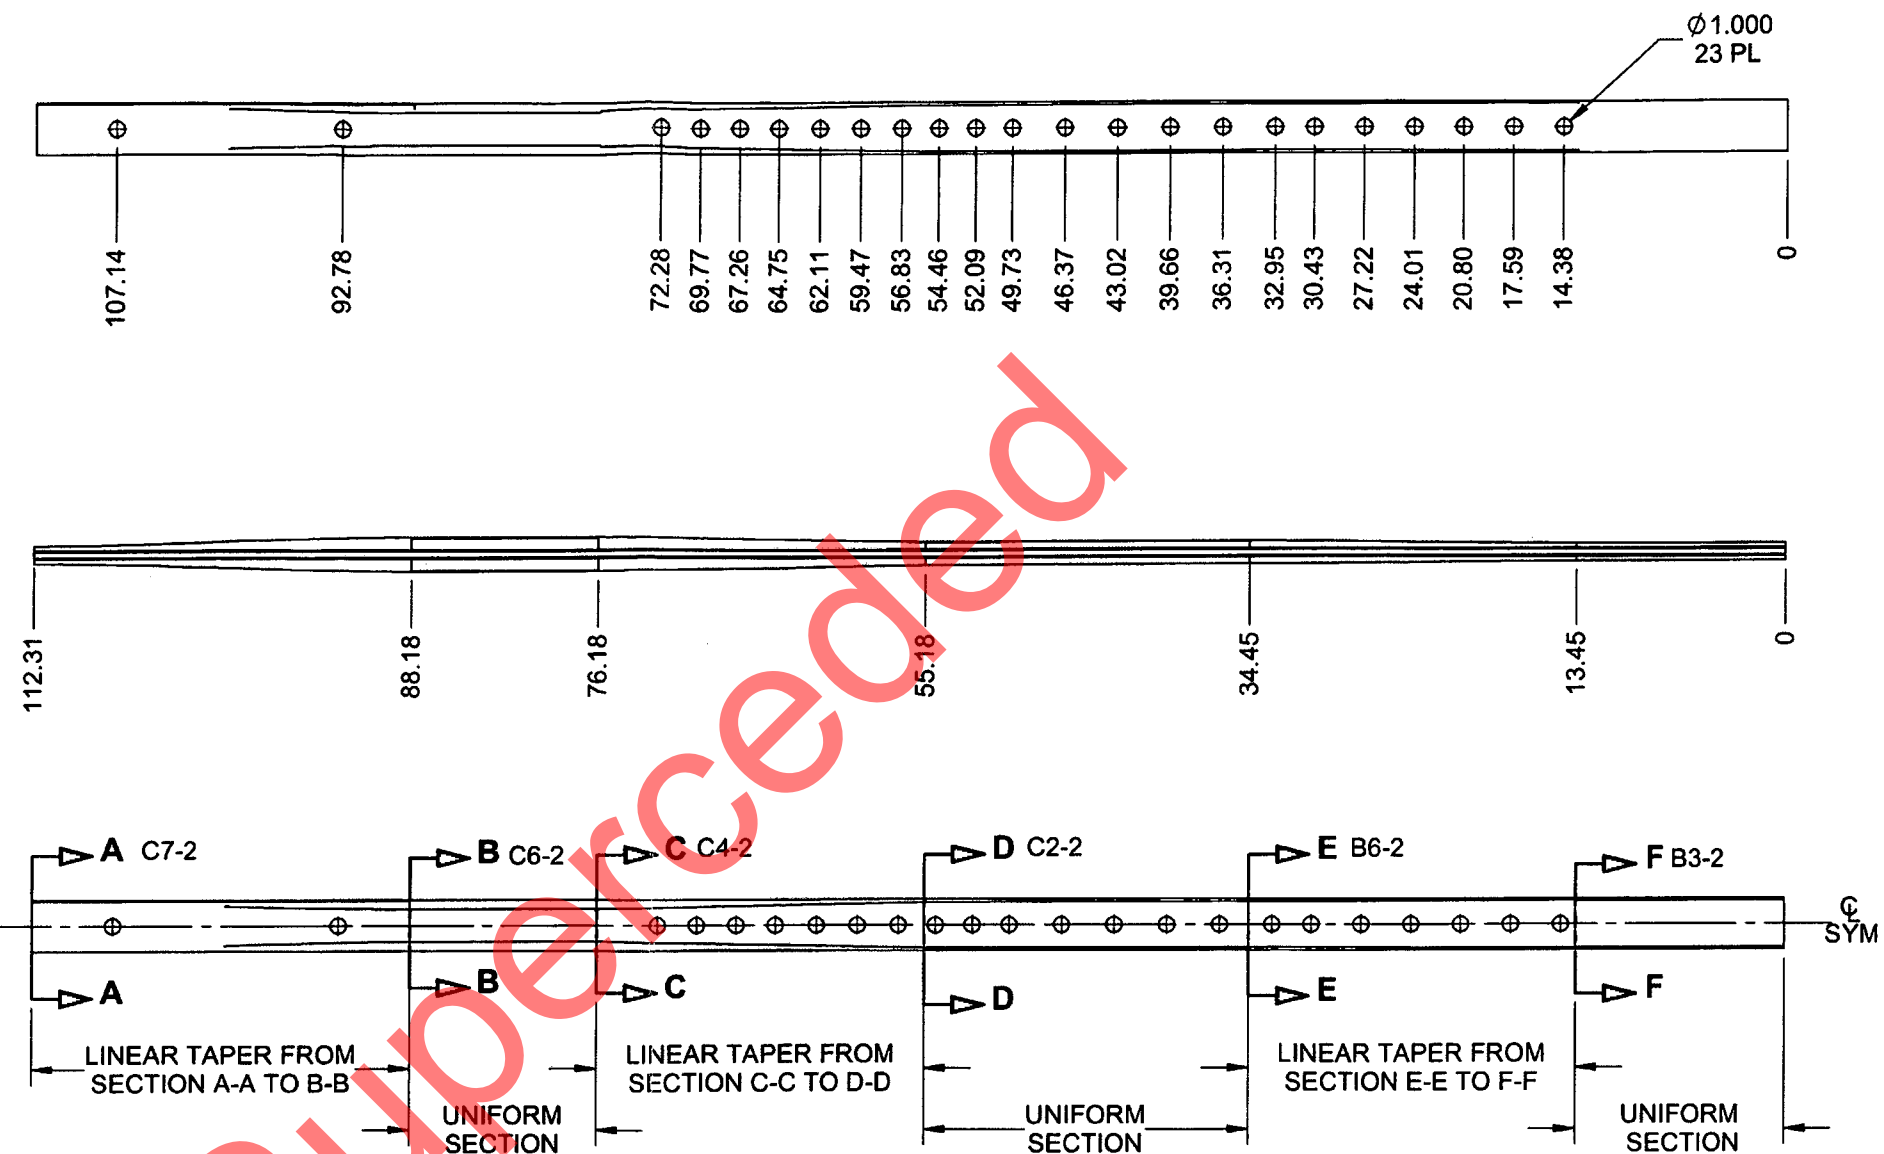 Ø1.000
23 PL
107.14
92.78
72.28
69.77
67.26
64.75
62.11
59.47
56.83
54.46
52.09
49.73
46.37
43.02
39.66
36.31
32.95
30.43
27.22
24.01
20.80
17.59
14.38
0
112.31
88.18
76.18
55.18
34.45
13.45
0
A C7-2
B C6-2
C C4-2
D C2-2
E B6-2
F B3-2
℄
SYM
A
B
C
D
E
F
LINEAR TAPER FROM
SECTION A-A TO B-B
LINEAR TAPER FROM
SECTION C-C TO D-D
LINEAR TAPER FROM
SECTION E-E TO F-F
UNIFORM
SECTION
UNIFORM
SECTION
UNIFORM
SECTION
uperceded